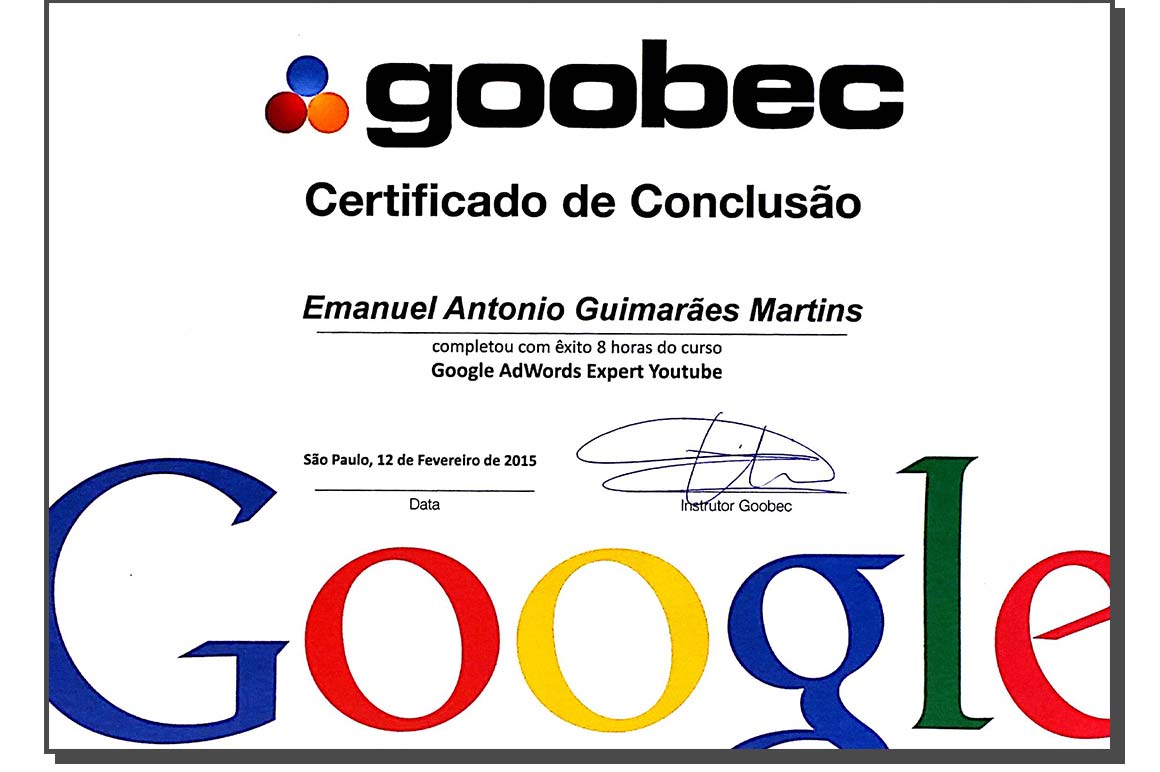 goobec
Certificado de Conclusão
Emanuel Antonio Guimarães Martins
completou com êxito 8 horas do curso
Google AdWords Expert Youtube
São Paulo, 12 de Fevereiro de 2015
Data
Instrutor Goobec
Google